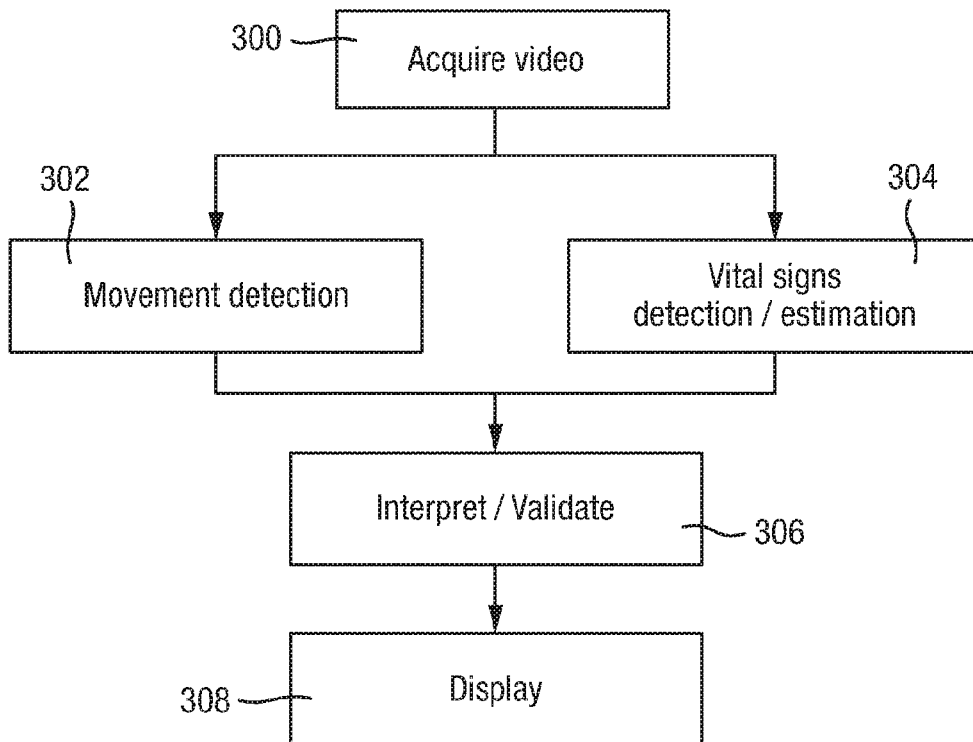 300
Acquire video
302
304
Movement detection
Vital signs
detection / estimation
Interpret / Validate
306
Display
308